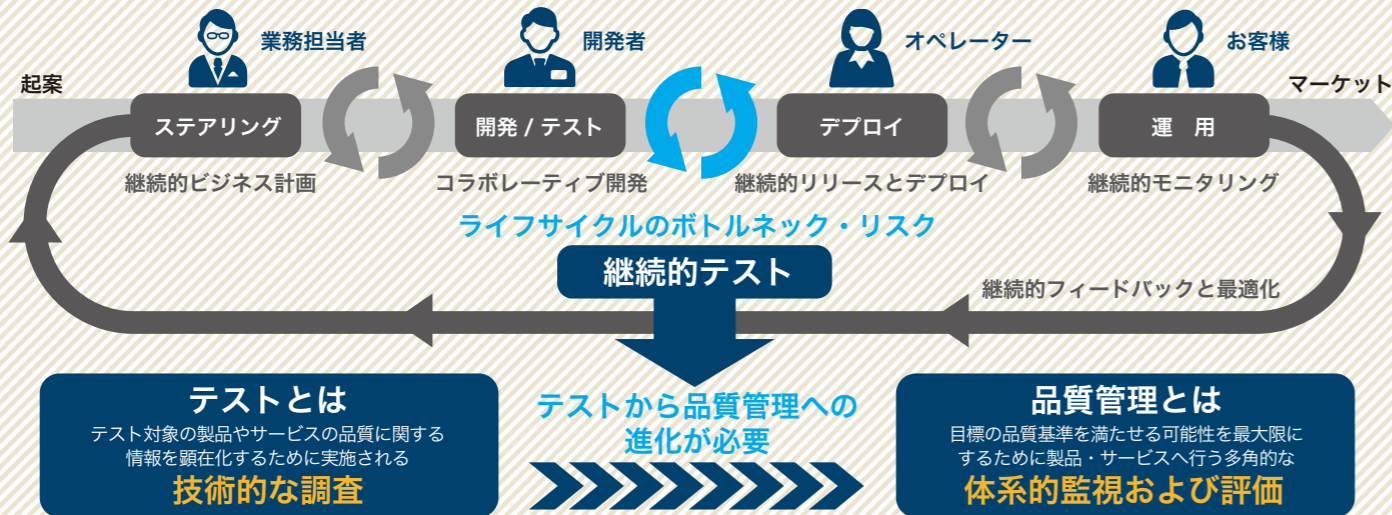 業務担当者
開発者
オペレーター
お客様
起案
マーケット
ステアリング
開発 / テスト
デプロイ
運　用
継続的ビジネス計画
コラボレーティブ開発
継続的リリースとデプロイ
継続的モニタリング
ライフサイクルのボトルネック・リスク
継続的テスト
継続的フィードバックと最適化
テストとは
テスト対象の製品やサービスの品質に関する
情報を顕在化するために実施される
技術的な調査
テストから品質管理への
進化が必要
品質管理とは
目標の品質基準を満たせる可能性を最大限に
するために製品・サービスへ行う多角的な
体系的監視および評価